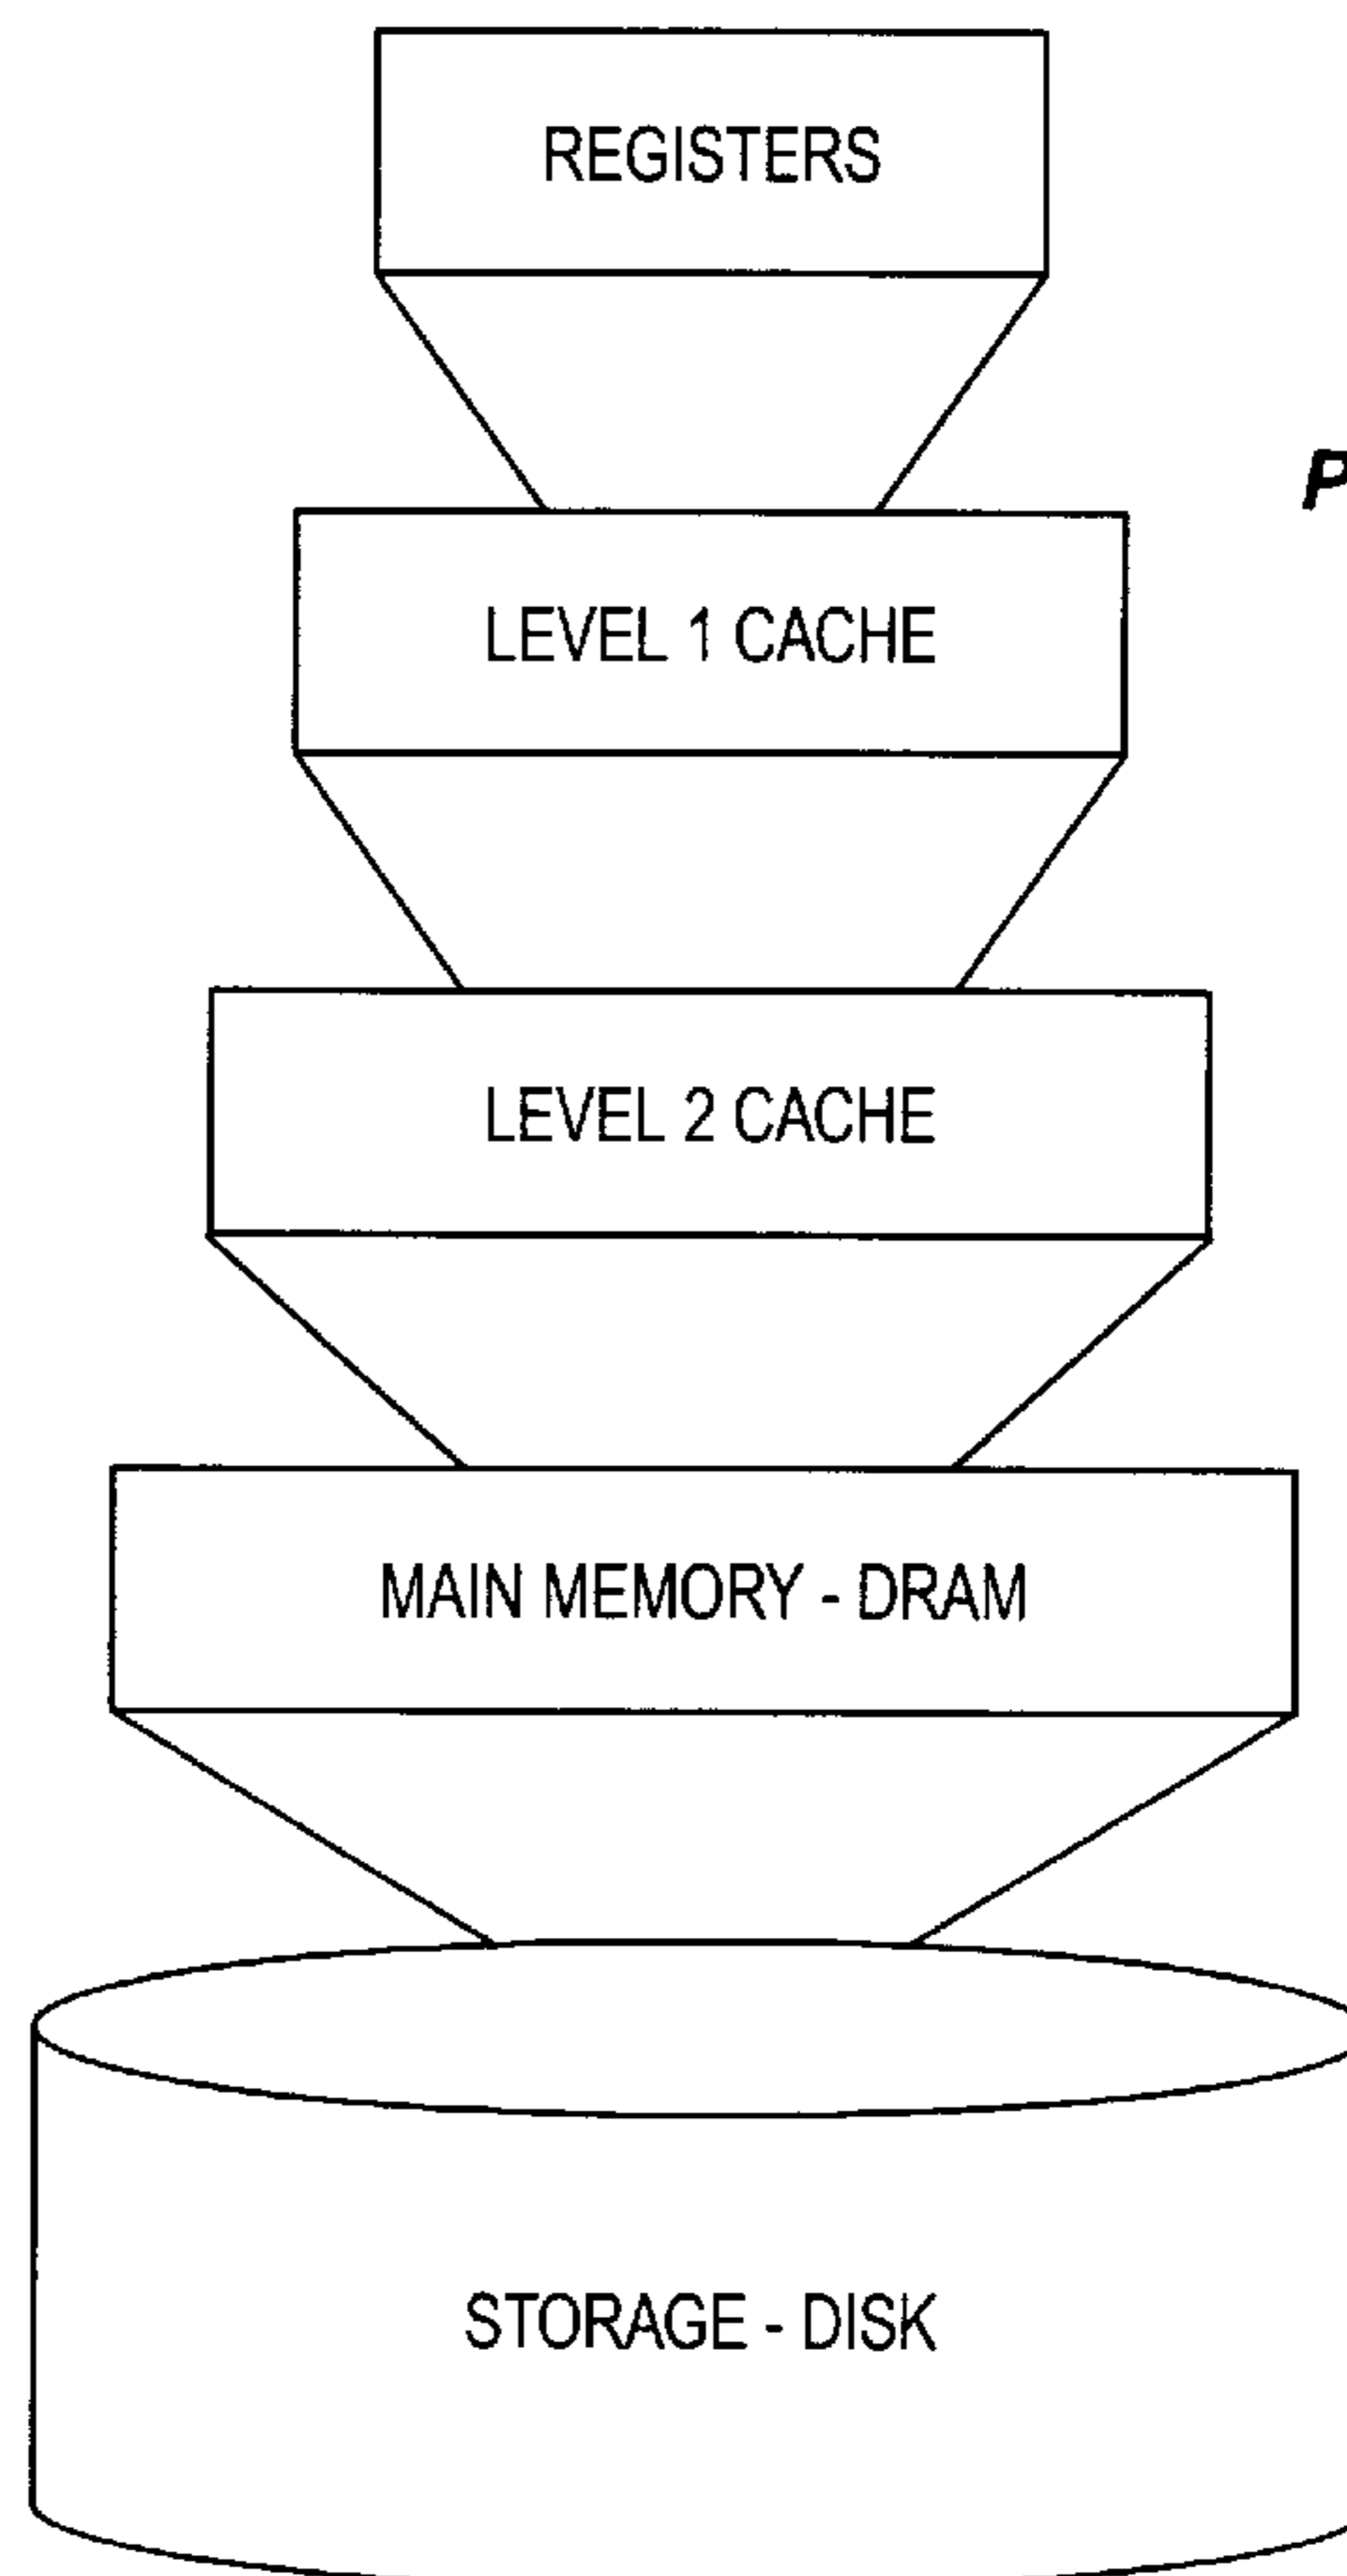 REGISTERS
P
LEVEL 1 CACHE
LEVEL 2 CACHE
MAIN MEMORY - DRAM
STORAGE - DISK